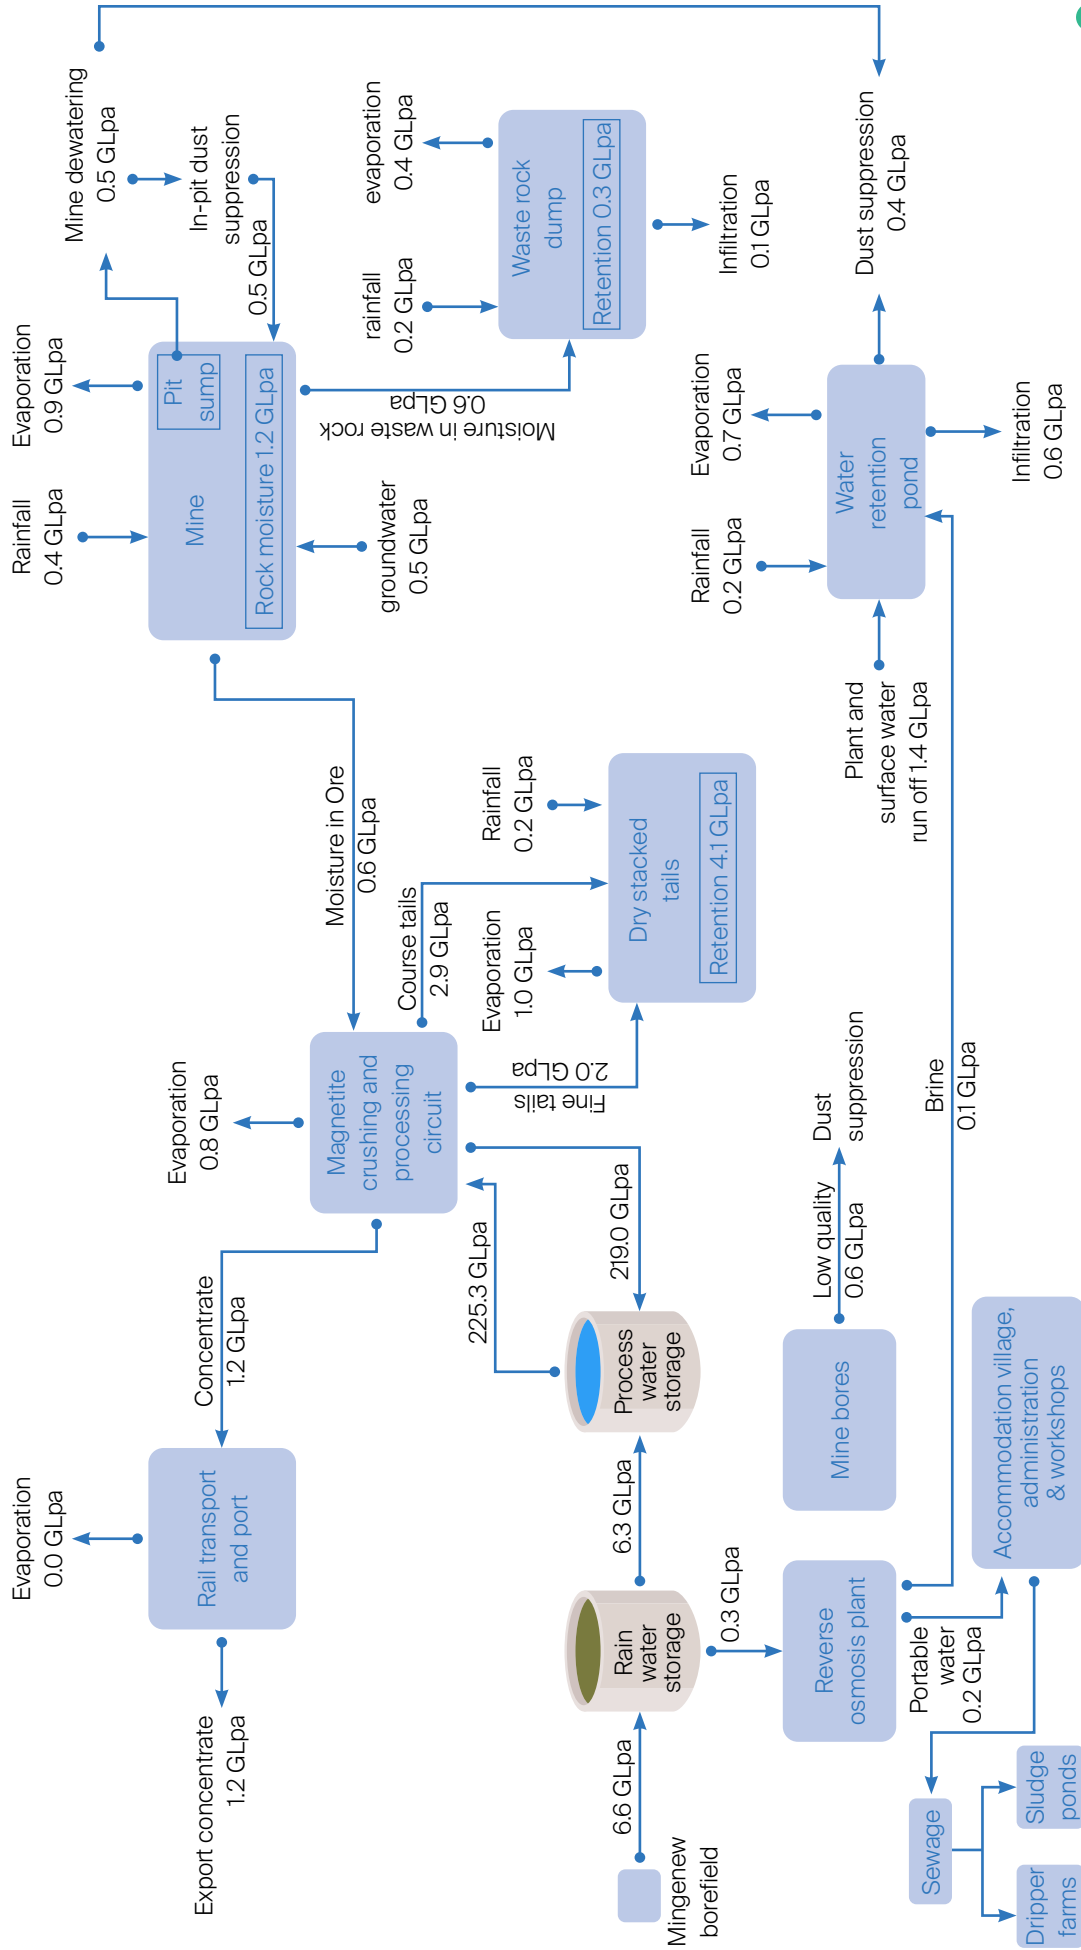 Evaporation
0.0 GLpa
Rail transport
and port
Export concentrate
1.2 GLpa
Concentrate
1.2 GLpa
Evaporation
0.8 GLpa
Magnetite
crushing and
processing
circuit
Moisture in Ore
0.6 GLpa
Rainfall
0.4 GLpa
Evaporation
0.9 GLpa
Mine
Pit
sump
Rock moisture 1.2 GLpa
groundwater
0.5 GLpa
Mine dewatering
0.5 GLpa
In-pit dust
suppression
0.5 GLpa
Moisture in waste rock
0.6 GLpa
rainfall
0.2 GLpa
evaporation
0.4 GLpa
Waste rock
dump
Retention 0.3 GLpa
Infiltration
0.1 GLpa
Course tails
2.9 GLpa
Fine tails
2.0 GLpa
Evaporation
1.0 GLpa
Rainfall
0.2 GLpa
Dry stacked
tails
Retention 4.1 GLpa
225.3 GLpa
219.0 GLpa
Mingenew
borefield
6.6 GLpa
Rain
water
storage
6.3 GLpa
Process
water
storage
0.3 GLpa
Reverse
osmosis plant
Mine bores
Low quality
0.6 GLpa
Dust
suppression
Portable
water
0.2 GLpa
Brine
0.1 GLpa
Accommodation village,
administration
& workshops
Sewage
Dripper
farms
Sludge
ponds
Plant and
surface water
run off 1.4 GLpa
Rainfall
0.2 GLpa
Evaporation
0.7 GLpa
Water
retention
pond
Infiltration
0.6 GLpa
Dust suppression
0.4 GLpa